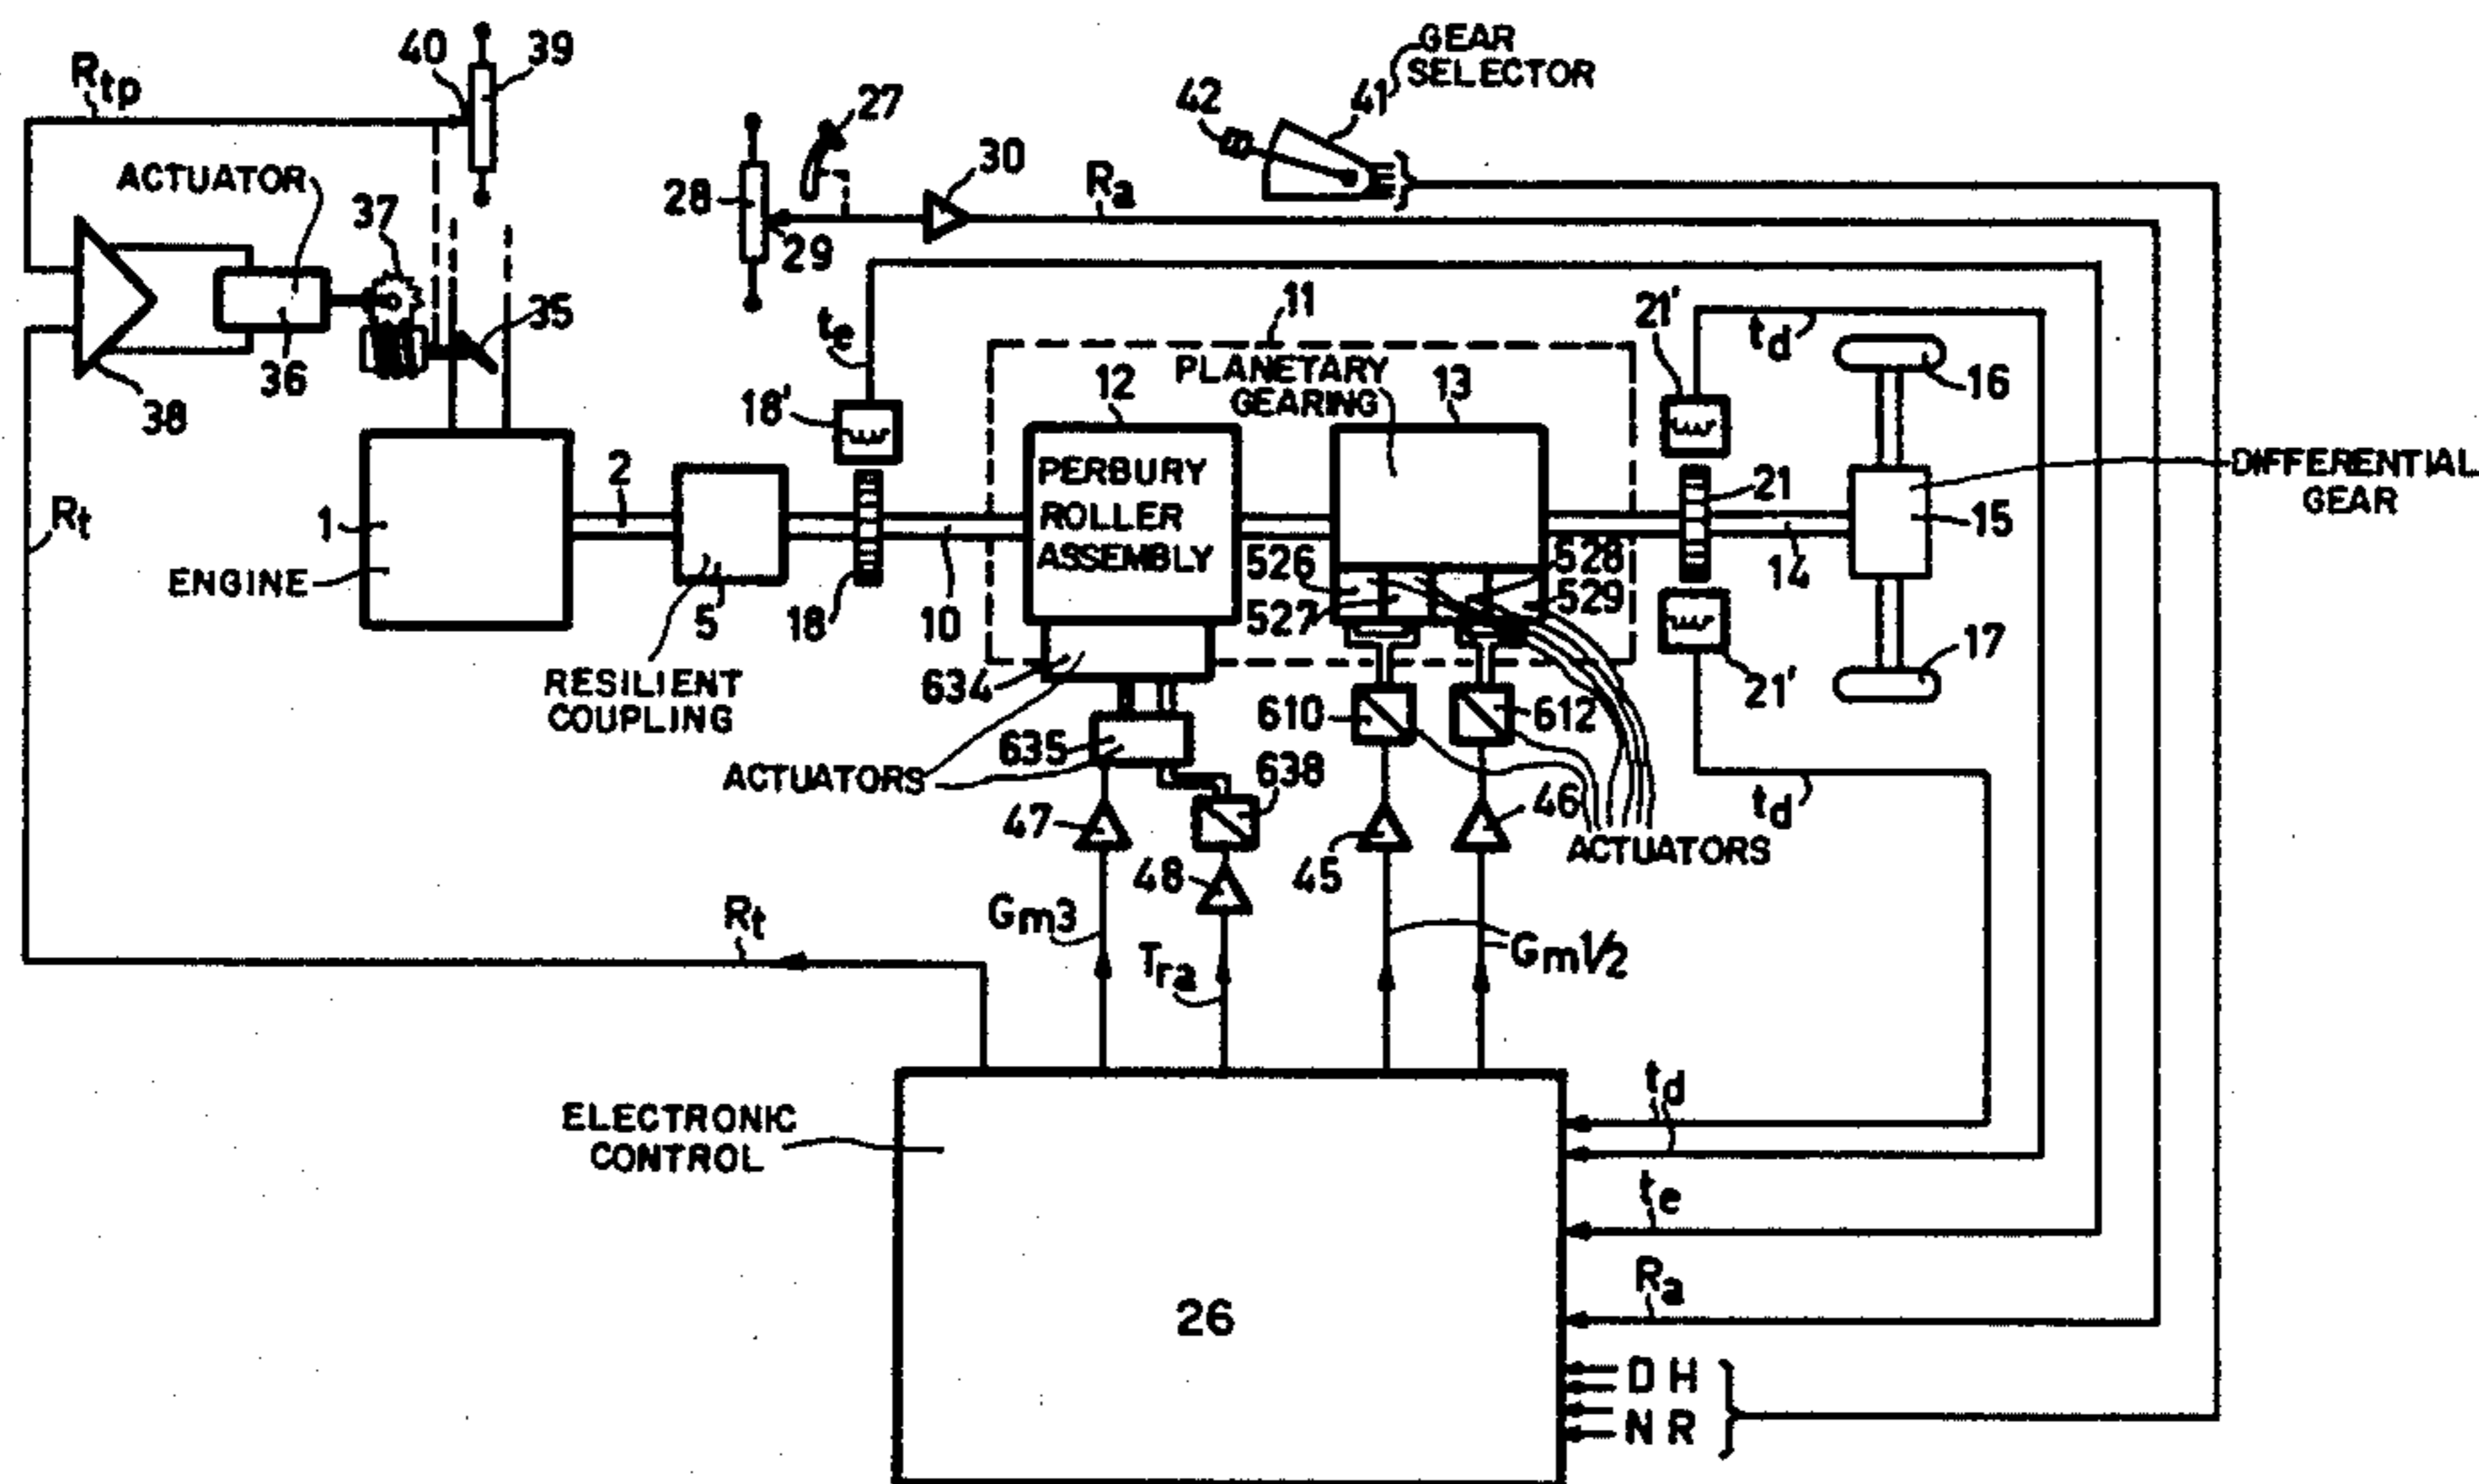 GEAR
SELECTOR
40
39
Rtp
27
42
41
30
Ra
ACTUATOR
37
28
29
11
21'
35
te
td
36
PLANETARY
GEARING
12
13
16
38
18'
DIFFERENTIAL
GEAR
2
PERBURY
ROLLER
ASSEMBLY
21
Rt
1
15
526
528
14
ENGINE
5
18
10
527
529
17
RESILIENT
COUPLING
634
21'
610
612
635
ACTUATORS
638
td
47
46
ACTUATORS
48
45
Rt
Gm3
Tra
Gm1/2
td
ELECTRONIC
CONTROL
te
Ra
26
D H
N R